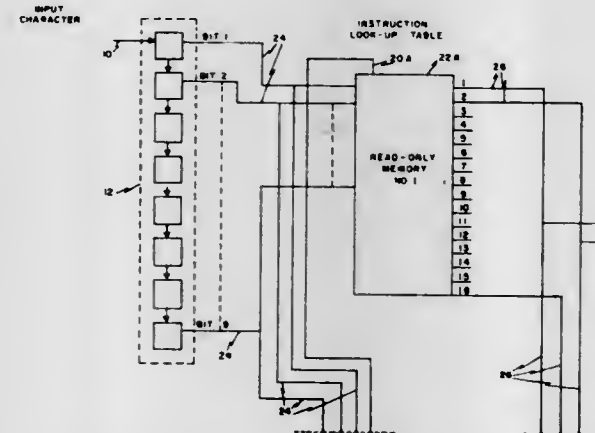 INPUT
CHARACTER
INSTRUCTION
LOOK-UP TABLE
10
BIT 1
24
20A
22A
26
BIT 2
12
READ-ONLY
MEMORY
NO 1
1
2
3
4
5
6
7
8
9
10
11
12
13
14
15
16
BIT 9
24
24
26